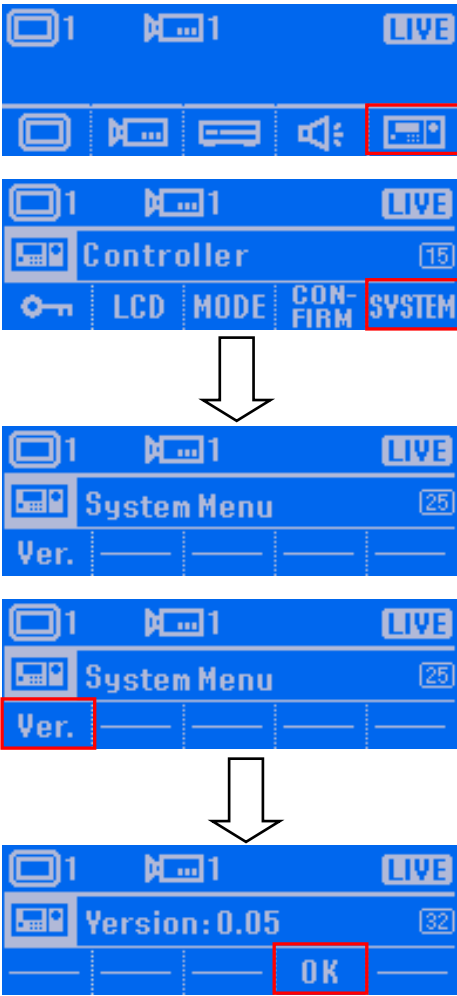 1 1 LIVE
1 1 LIVE
Controller 15
LCD MODE CON-FIRM SYSTEM
1 1 LIVE
System Menu 25
Ver.
1 1 LIVE
System Menu 25
Ver.
1 1 LIVE
Version:0.05 32
OK